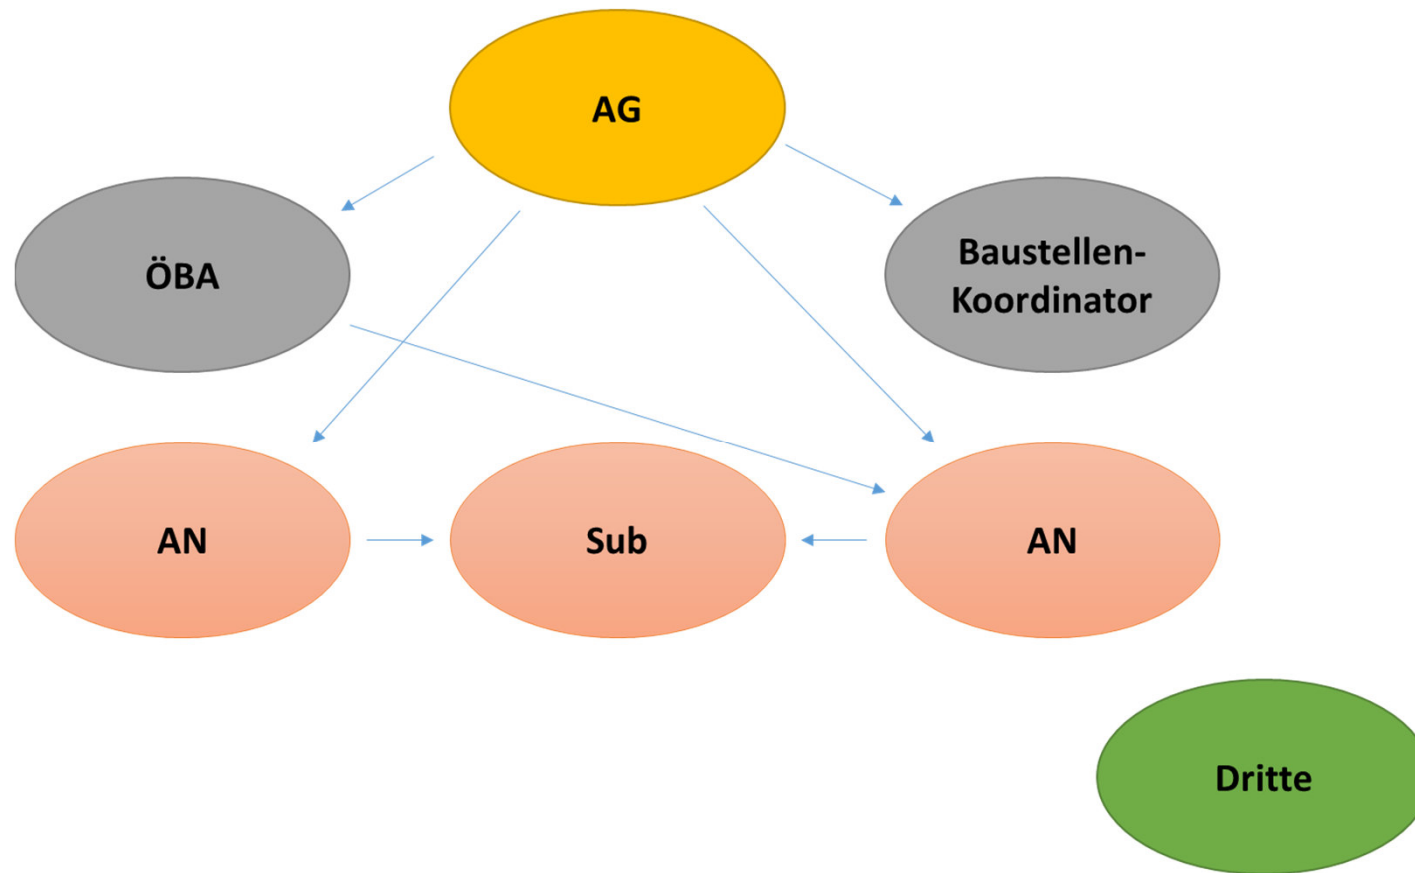 AG
ÖBA
Baustellen-
Koordinator
AN
Sub
AN
Dritte